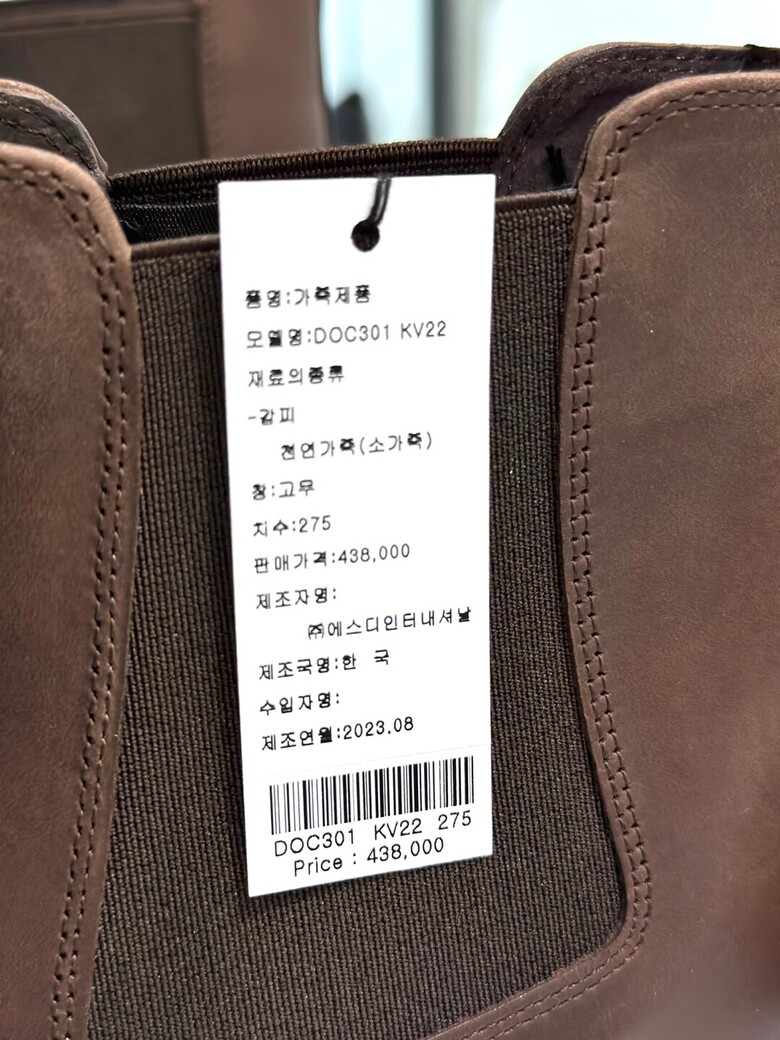 품명:가죽제품
모델명:DOC301 KV22
재료의종류
-갑피
천연가죽(소가죽)
창:고무
치수:275
판매가격:438,000
제조자명:
㈜에스디인터내셔날
제조국명:한 국
수입자명:
제조연월:2023.08
DOC301 KV22 275
Price : 438,000